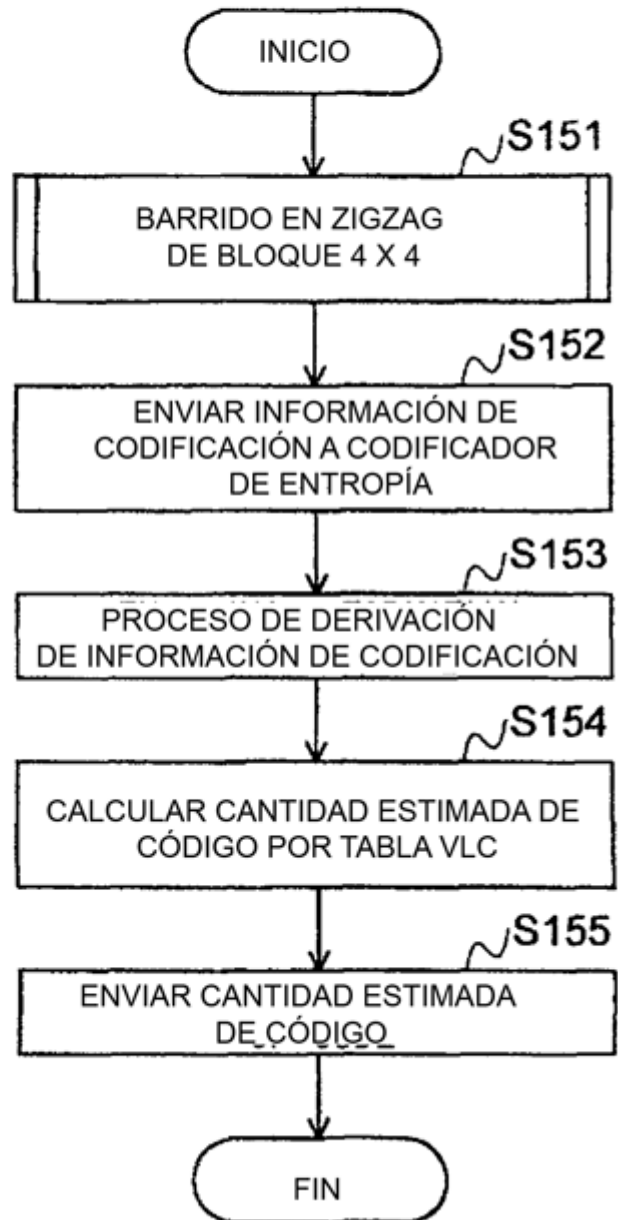 INICIO
S151
BARRIDO EN ZIGZAG
DE BLOQUE 4 X 4
S152
ENVIAR INFORMACIÓN DE
CODIFICACIÓN A CODIFICADOR
DE ENTROPÍA
S153
PROCESO DE DERIVACIÓN
DE INFORMACIÓN DE CODIFICACIÓN
S154
CALCULAR CANTIDAD ESTIMADA DE
CÓDIGO POR TABLA VLC
S155
ENVIAR CANTIDAD ESTIMADA
DE CÓDIGO
FIN